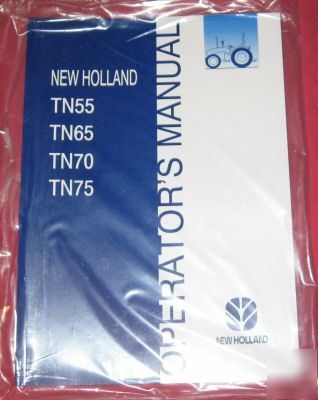 NEW HOLLAND
TN55
TN65
TN70
TN75
OPERATOR'S MANUAL
NEW HOLLAND